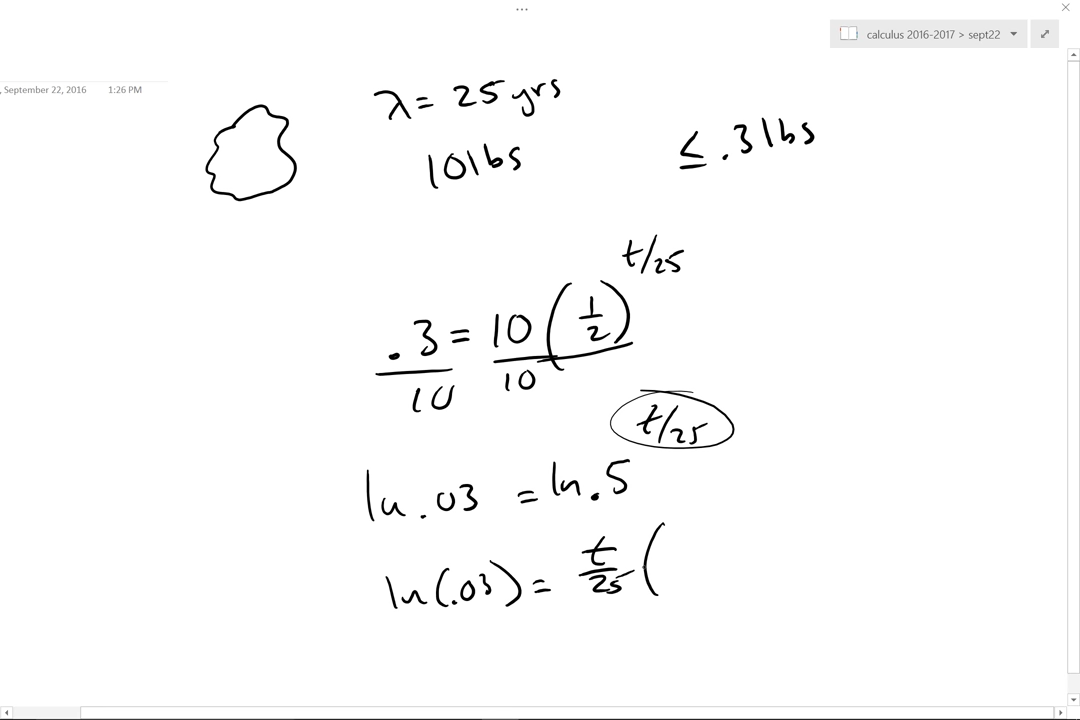 ...
calculus 2016-2017 > sept22
, September 22, 2016 1:26 PM
λ = 25 yrs
10 lbs
≤ .3 lbs
.3/10 = 10(1/2)^t/25 /10
ln .03 = ln .5^t/25
ln(.03) = t/25 (